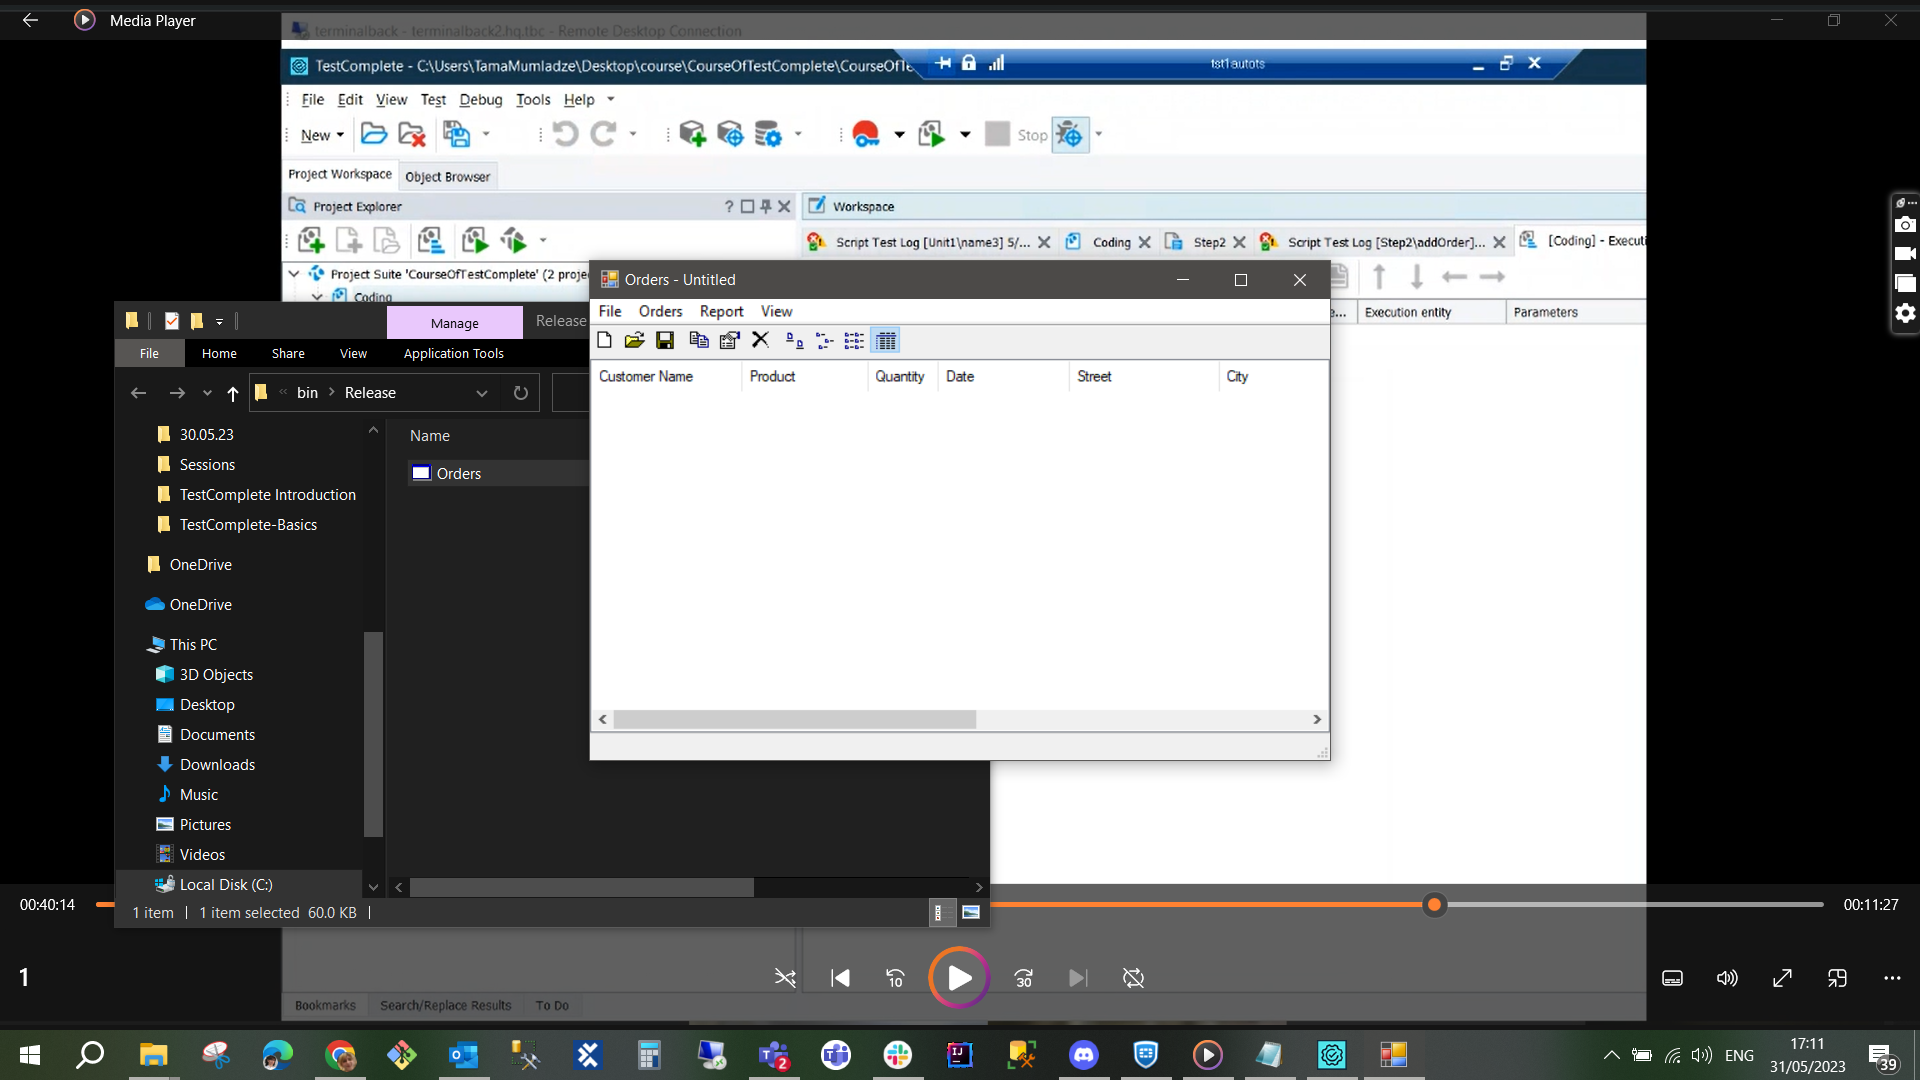 Media Player
terminalback - terminalback2.hq.tbc - Remote Desktop Connection
TestComplete - C:\Users\TamaMumladze\Desktop\course\CourseOfTestComplete\CourseOfTe
tst1autots
File Edit View Test Debug Tools Help
New
Stop
Project Workspace Object Browser
Project Explorer
?
Workspace
Script Test Log [Unit1\name3] 5/... Coding Step2 Script Test Log [Step2\addOrder]... [Coding] - Executi
Project Suite 'CourseOfTestComplete' (2 projec
Coding
e... Execution entity Parameters
Orders - Untitled
File Orders Report View
Customer Name Product Quantity Date Street City
Manage Release
File Home Share View Application Tools
« bin > Release
Name
Orders
30.05.23
Sessions
TestComplete Introduction
TestComplete-Basics
OneDrive
OneDrive
This PC
3D Objects
Desktop
Documents
Downloads
Music
Pictures
Videos
Local Disk (C:)
1 item 1 item selected 60.0 KB
00:40:14
00:11:27
1
10
30
Bookmarks Search/Replace Results To Do
2
ENG
17:11
31/05/2023
39